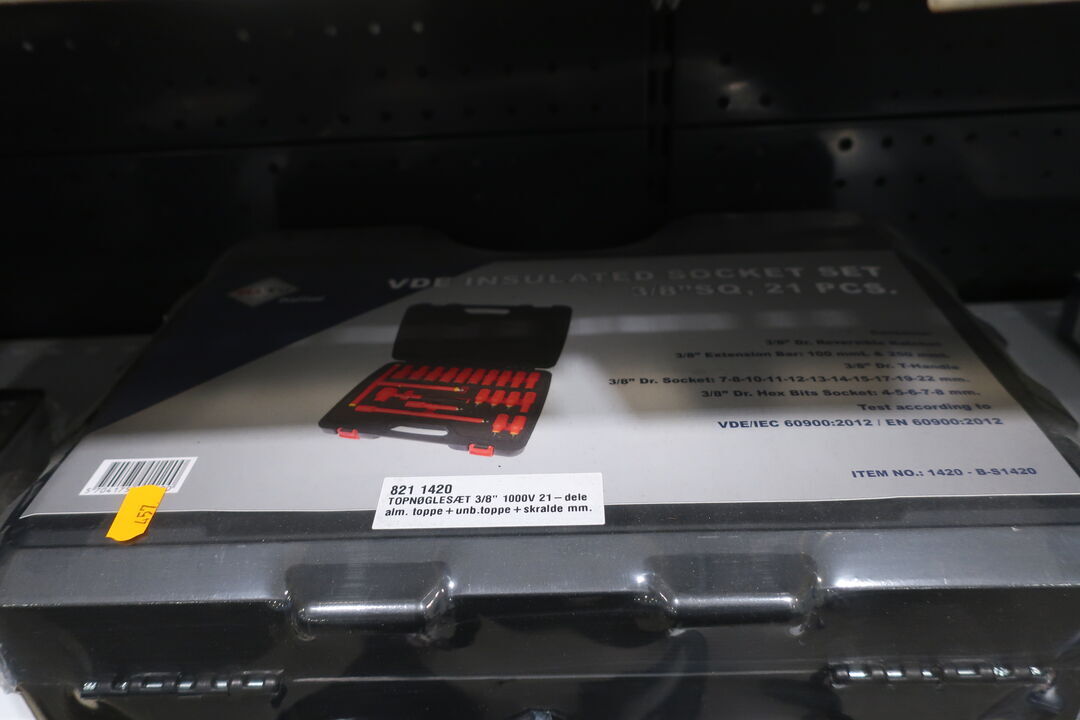 VDE INSULATED SOCKET SET
3/8"SQ, 21 PCS.
3/8" Dr. Reversible Ratchet
3/8" Extension Bar: 100 mmL & 250 mmL
3/8" Dr. T-Handle
3/8" Dr. Socket: 7-8-10-11-12-13-14-15-17-19-22 mm.
3/8" Dr. Hex Bits Socket: 4-5-6-7-8 mm.
Test according to
VDE/IEC 60900:2012 / EN 60900:2012
ITEM NO.: 1420 - B-S1420
457
821 1420
TOPNØGLESÆT 3/8" 1000V 21-dele
alm. toppe+unb.toppe+skralde mm.